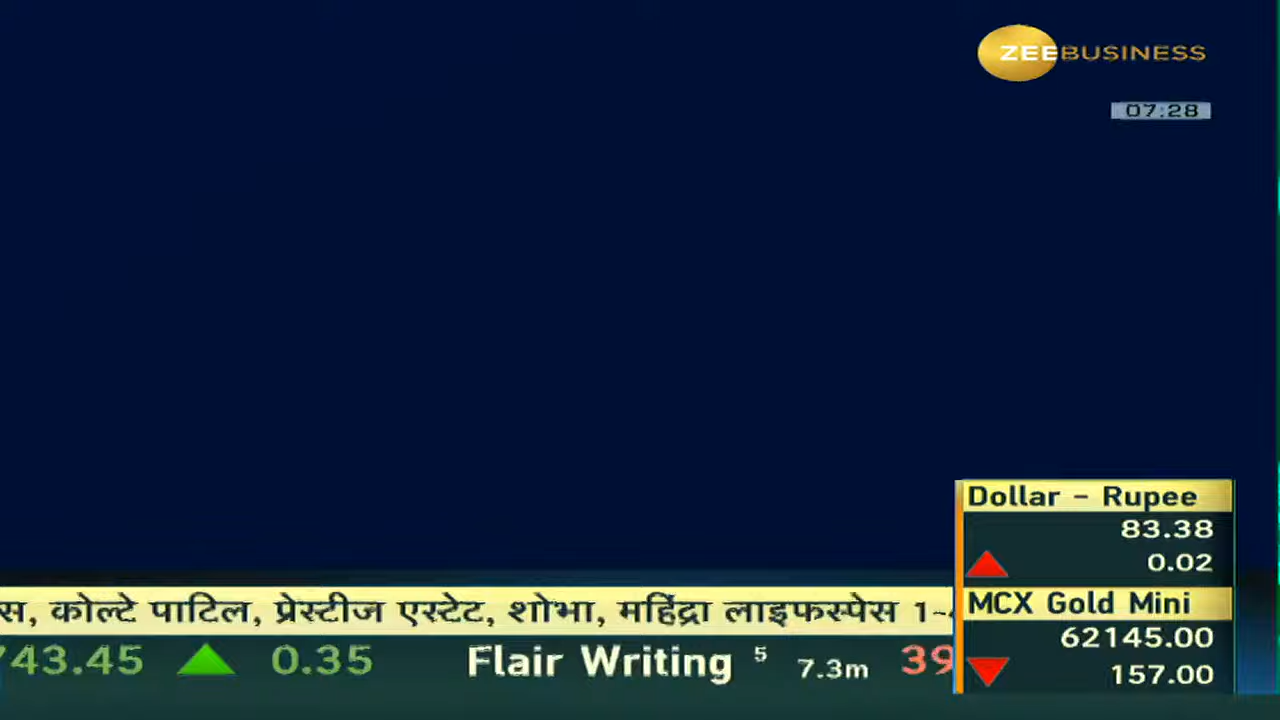 ZEEBUSINESS
07:28
Dollar - Rupee
83.38
0.02
MCX Gold Mini
62145.00
157.00
स, कोल्टे पाटिल, प्रेस्टीज एस्टेट, शोभा, महिंद्रा लाइफस्पेस 1-
743.45 0.35 Flair Writing 5 7.3m 39